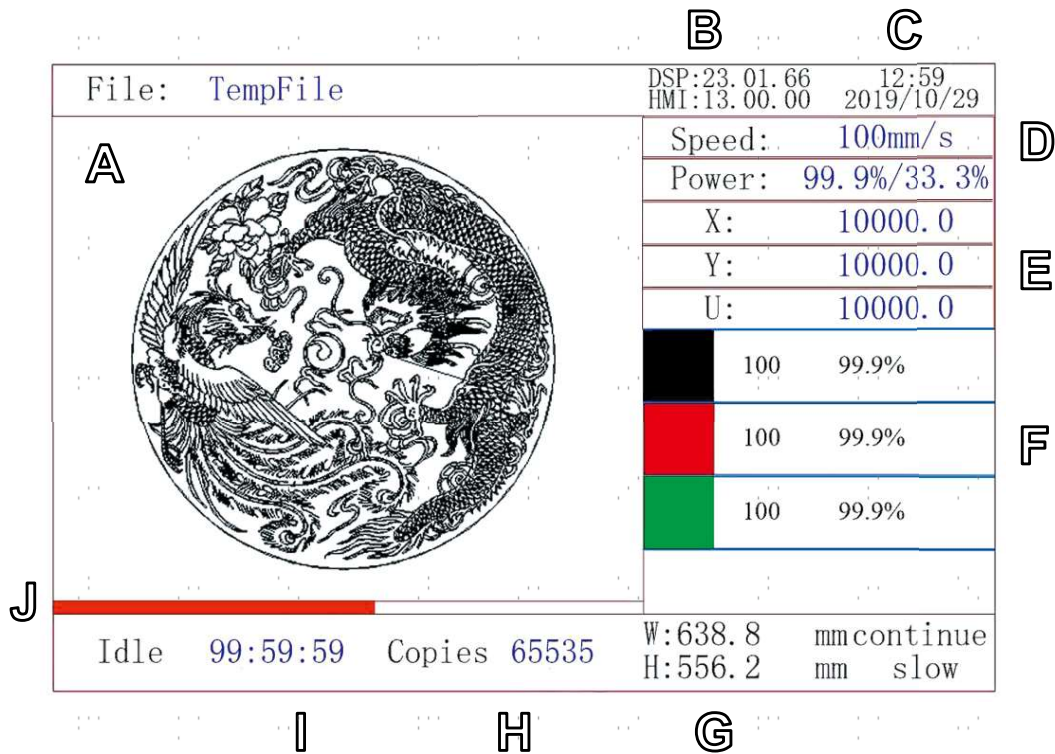 B C
File: TempFile DSP:23.01.66 12:59
HMI:13.00.00 2019/10/29
A
Speed: 100mm/s D
Power: 99.9%/33.3%
X: 10000.0
Y: 10000.0 E
U: 10000.0
100 99.9%
100 99.9% F
100 99.9%
J
Idle 99:59:59 Copies 65535 W:638.8 mm continue
H:556.2 mm slow
I H G